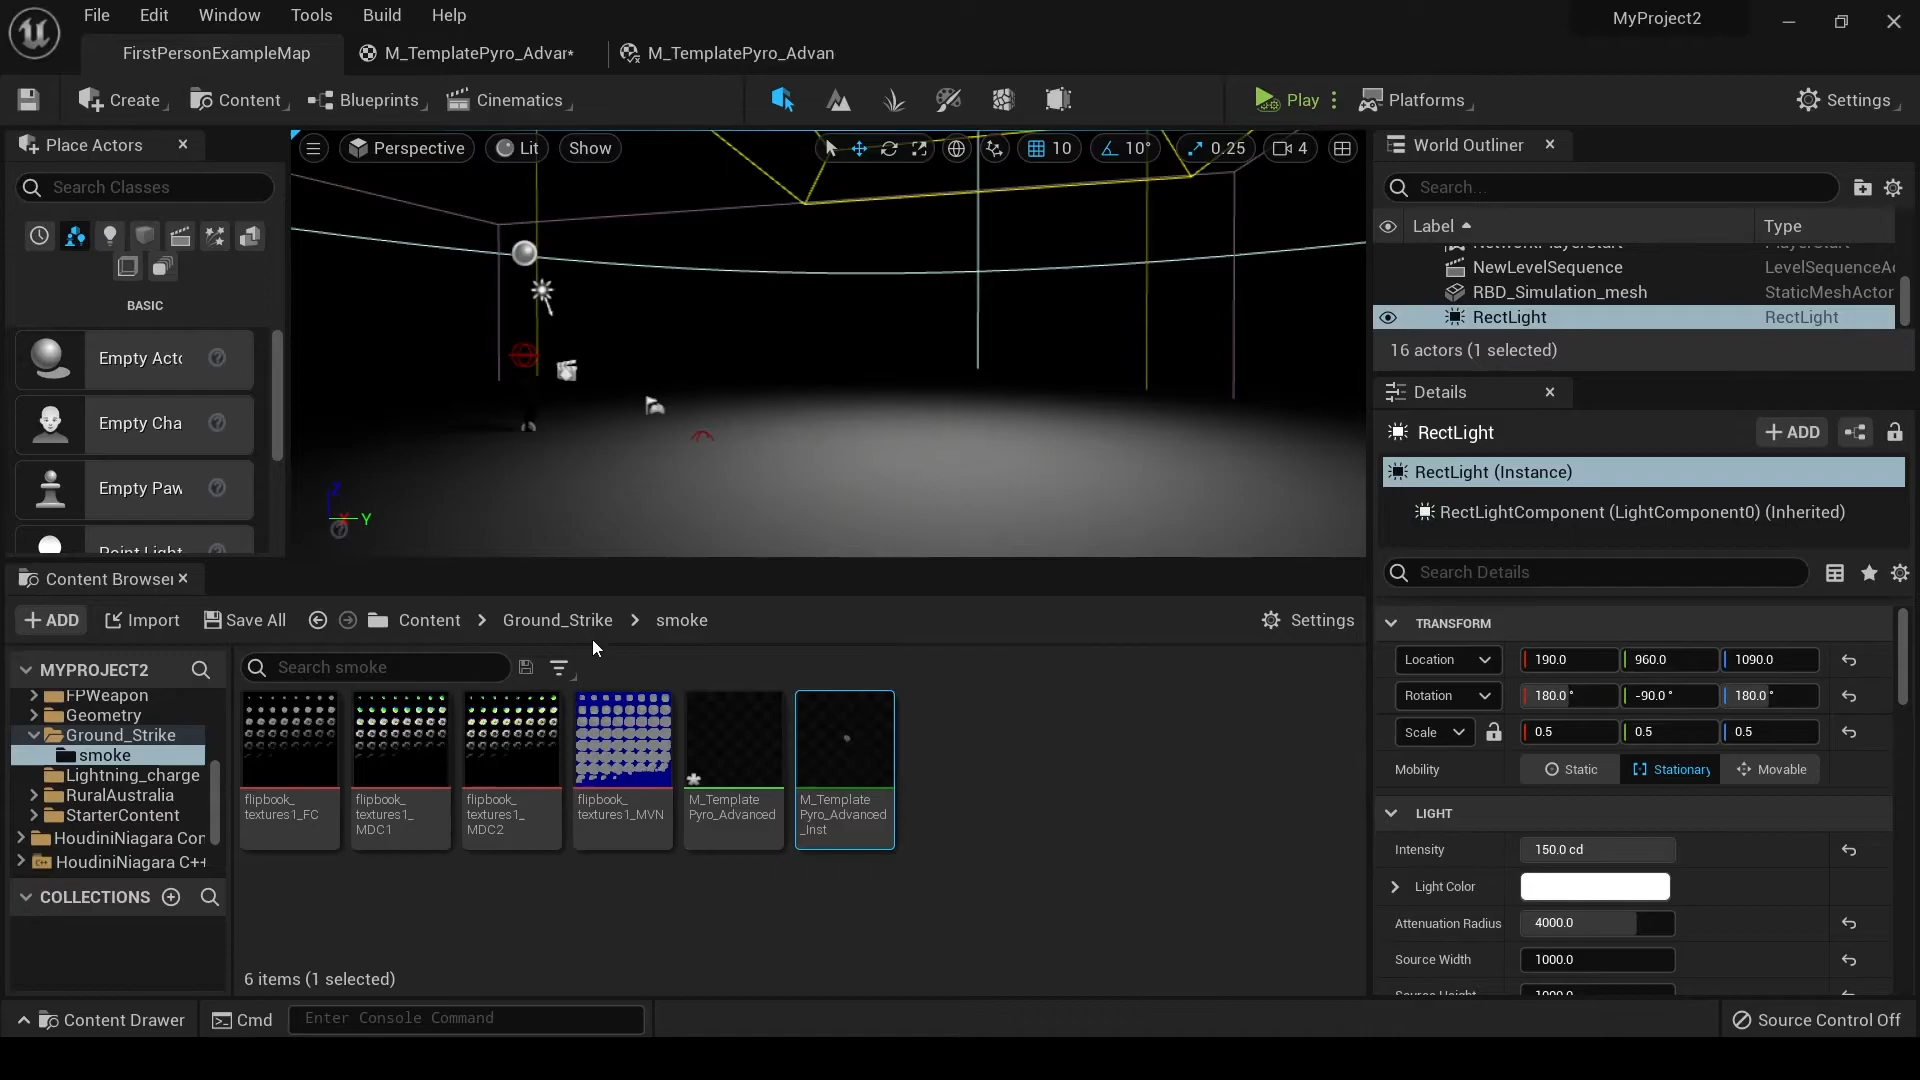 File Edit Window Tools Build Help
MyProject2
FirstPersonExampleMap
M_TemplatePyro_Advar*
M_TemplatePyro_Advan
Create
Content
Blueprints
Cinematics
Play
Platforms
Settings
Place Actors
Search Classes
BASIC
Empty Actc
Empty Cha
Empty Paw
Perspective
Lit
Show
10
10°
0.25
4
Z
X
Y
World Outliner
Search...
Label
Type
NetworkPlayerStart PlayerStart
NewLevelSequence LevelSequenceAc
RBD_Simulation_mesh StaticMeshActor
RectLight RectLight
16 actors (1 selected)
Details
RectLight
+ ADD
RectLight (Instance)
RectLightComponent (LightComponent0) (Inherited)
Search Details
TRANSFORM
Location 190.0 960.0 1090.0
Rotation 180.0° -90.0° 180.0°
Scale 0.5 0.5 0.5
Mobility Static Stationary Movable
LIGHT
Intensity 150.0 cd
Light Color
Attenuation Radius 4000.0
Source Width 1000.0
Content Browser
+ ADD
Import
Save All
Content
Ground_Strike
smoke
Settings
MYPROJECT2
FPWeapon
Geometry
Ground_Strike
smoke
Lightning_charge
RuralAustralia
StarterContent
HoudiniNiagara Con
HoudiniNiagara C++
COLLECTIONS
Search smoke
flipbook_
textures1_FC
flipbook_
textures1_
MDC1
flipbook_
textures1_
MDC2
flipbook_
textures1_MVN
M_Template
Pyro_Advanced
M_Template
Pyro_Advanced
_Inst
6 items (1 selected)
Content Drawer
Cmd
Enter Console Command
Source Control Off